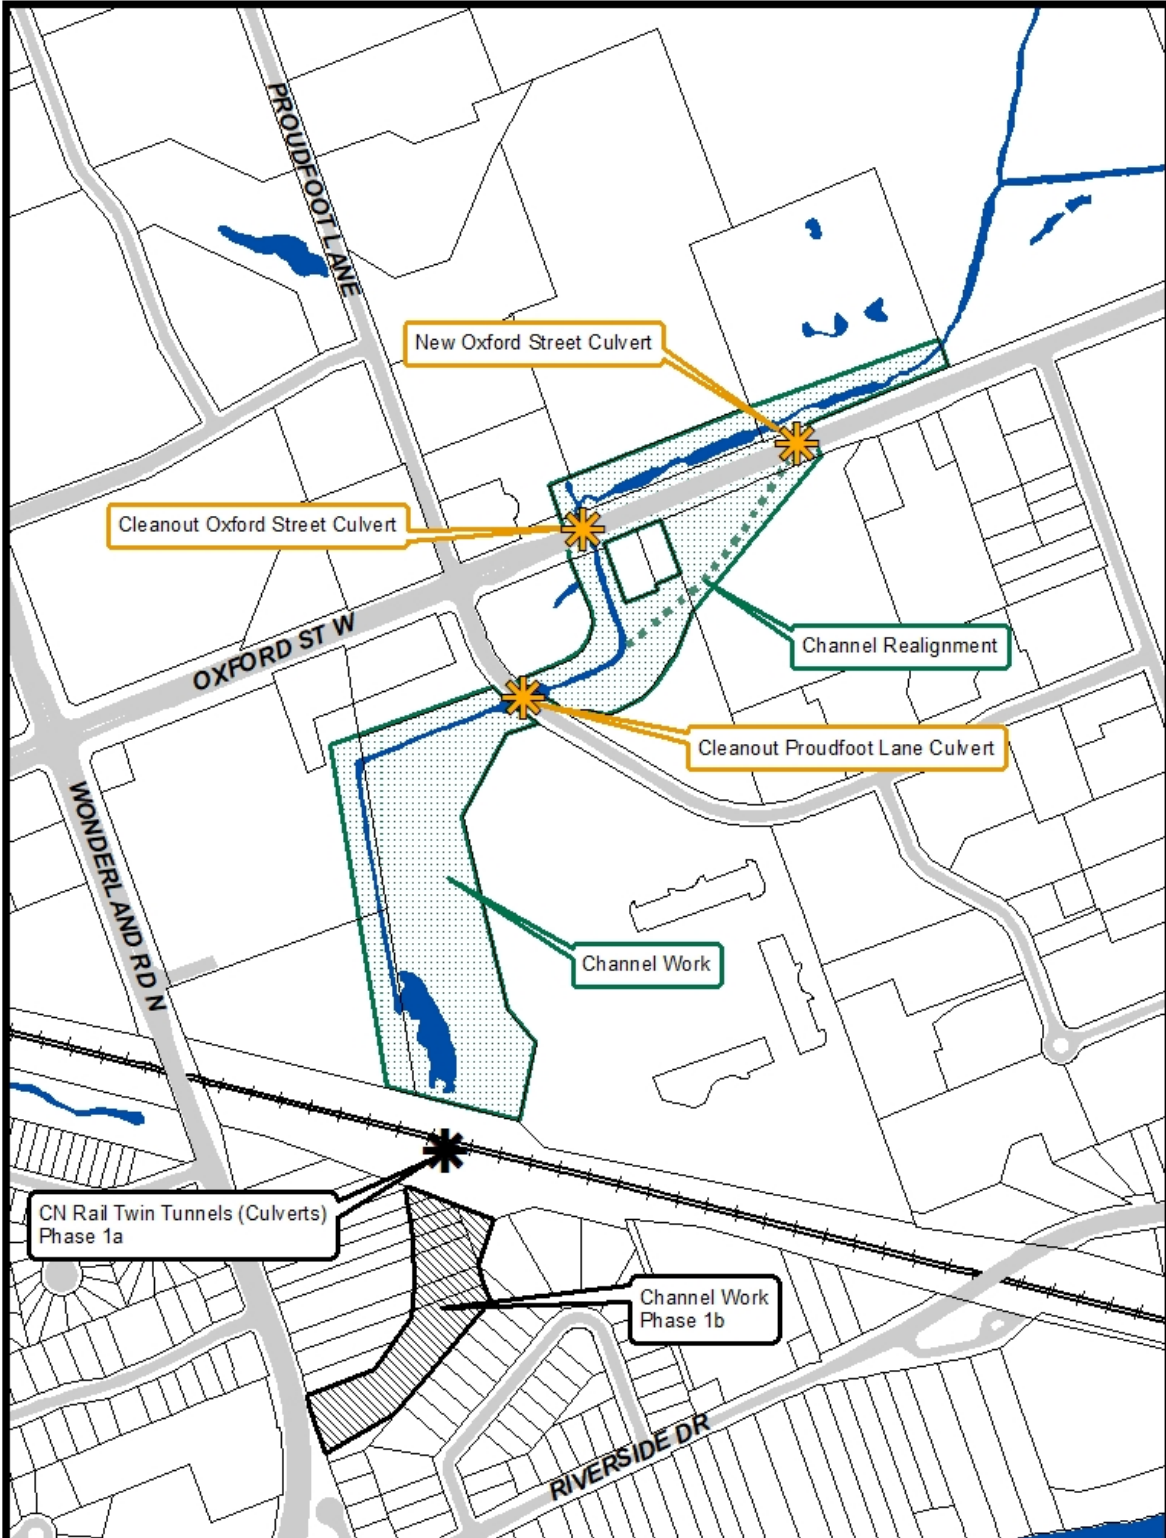 PROUDFOOT LANE
New Oxford Street Culvert
Cleanout Oxford Street Culvert
OXFORD ST W
Channel Realignment
Cleanout Proudfoot Lane Culvert
WONDERLAND RD N
Channel Work
CN Rail Twin Tunnels (Culverts)
Phase 1a
Channel Work
Phase 1b
RIVERSIDE DR